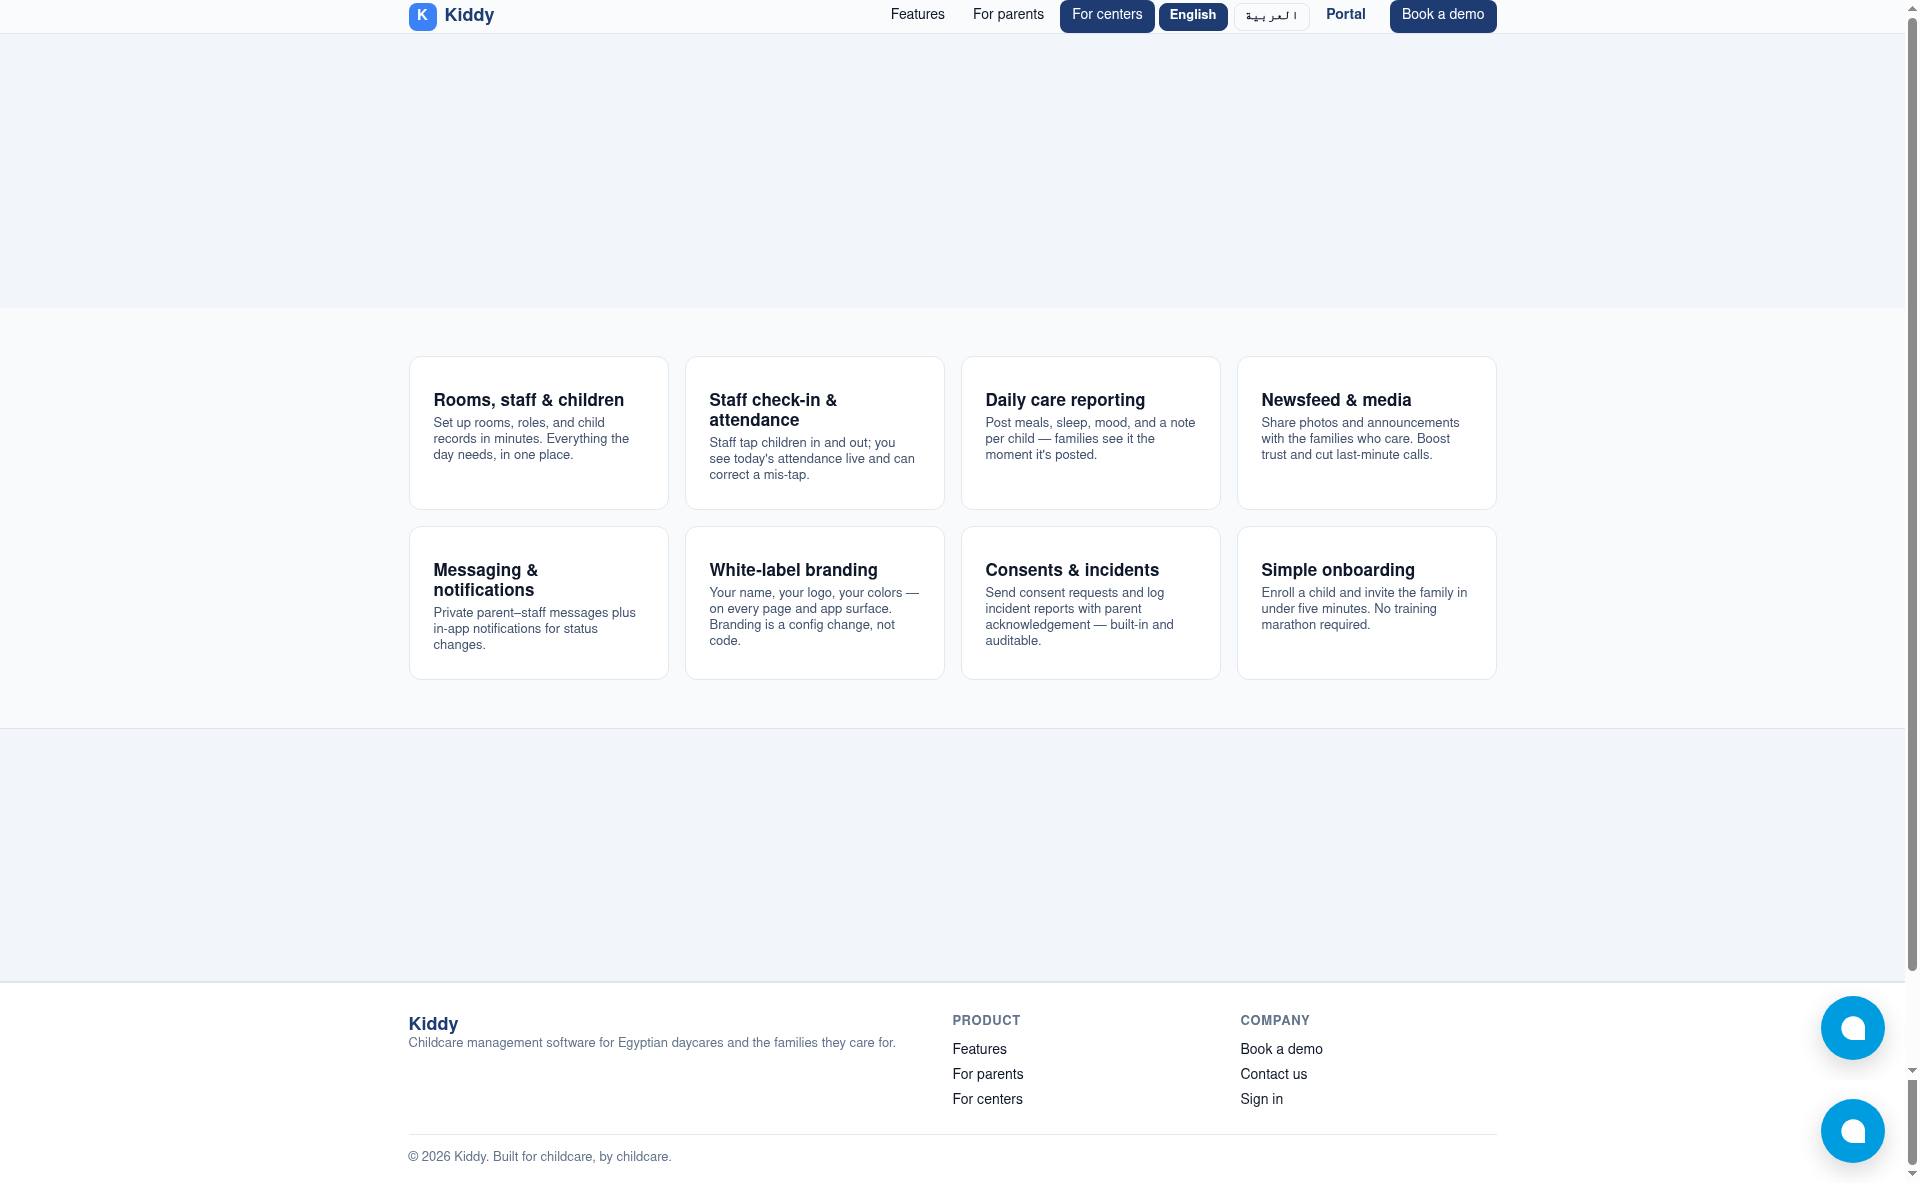 K Kiddy
Features For parents For centers English العربية Portal Book a demo
Rooms, staff & children
Set up rooms, roles, and child
records in minutes. Everything the
day needs, in one place.
Staff check-in &
attendance
Staff tap children in and out; you
see today's attendance live and can
correct a mis-tap.
Daily care reporting
Post meals, sleep, mood, and a note
per child — families see it the
moment it's posted.
Newsfeed & media
Share photos and announcements
with the families who care. Boost
trust and cut last-minute calls.
Messaging &
notifications
Private parent–staff messages plus
in-app notifications for status
changes.
White-label branding
Your name, your logo, your colors —
on every page and app surface.
Branding is a config change, not
code.
Consents & incidents
Send consent requests and log
incident reports with parent
acknowledgement — built-in and
auditable.
Simple onboarding
Enroll a child and invite the family in
under five minutes. No training
marathon required.
Kiddy
Childcare management software for Egyptian daycares and the families they care for.
PRODUCT
Features
For parents
For centers
COMPANY
Book a demo
Contact us
Sign in
© 2026 Kiddy. Built for childcare, by childcare.